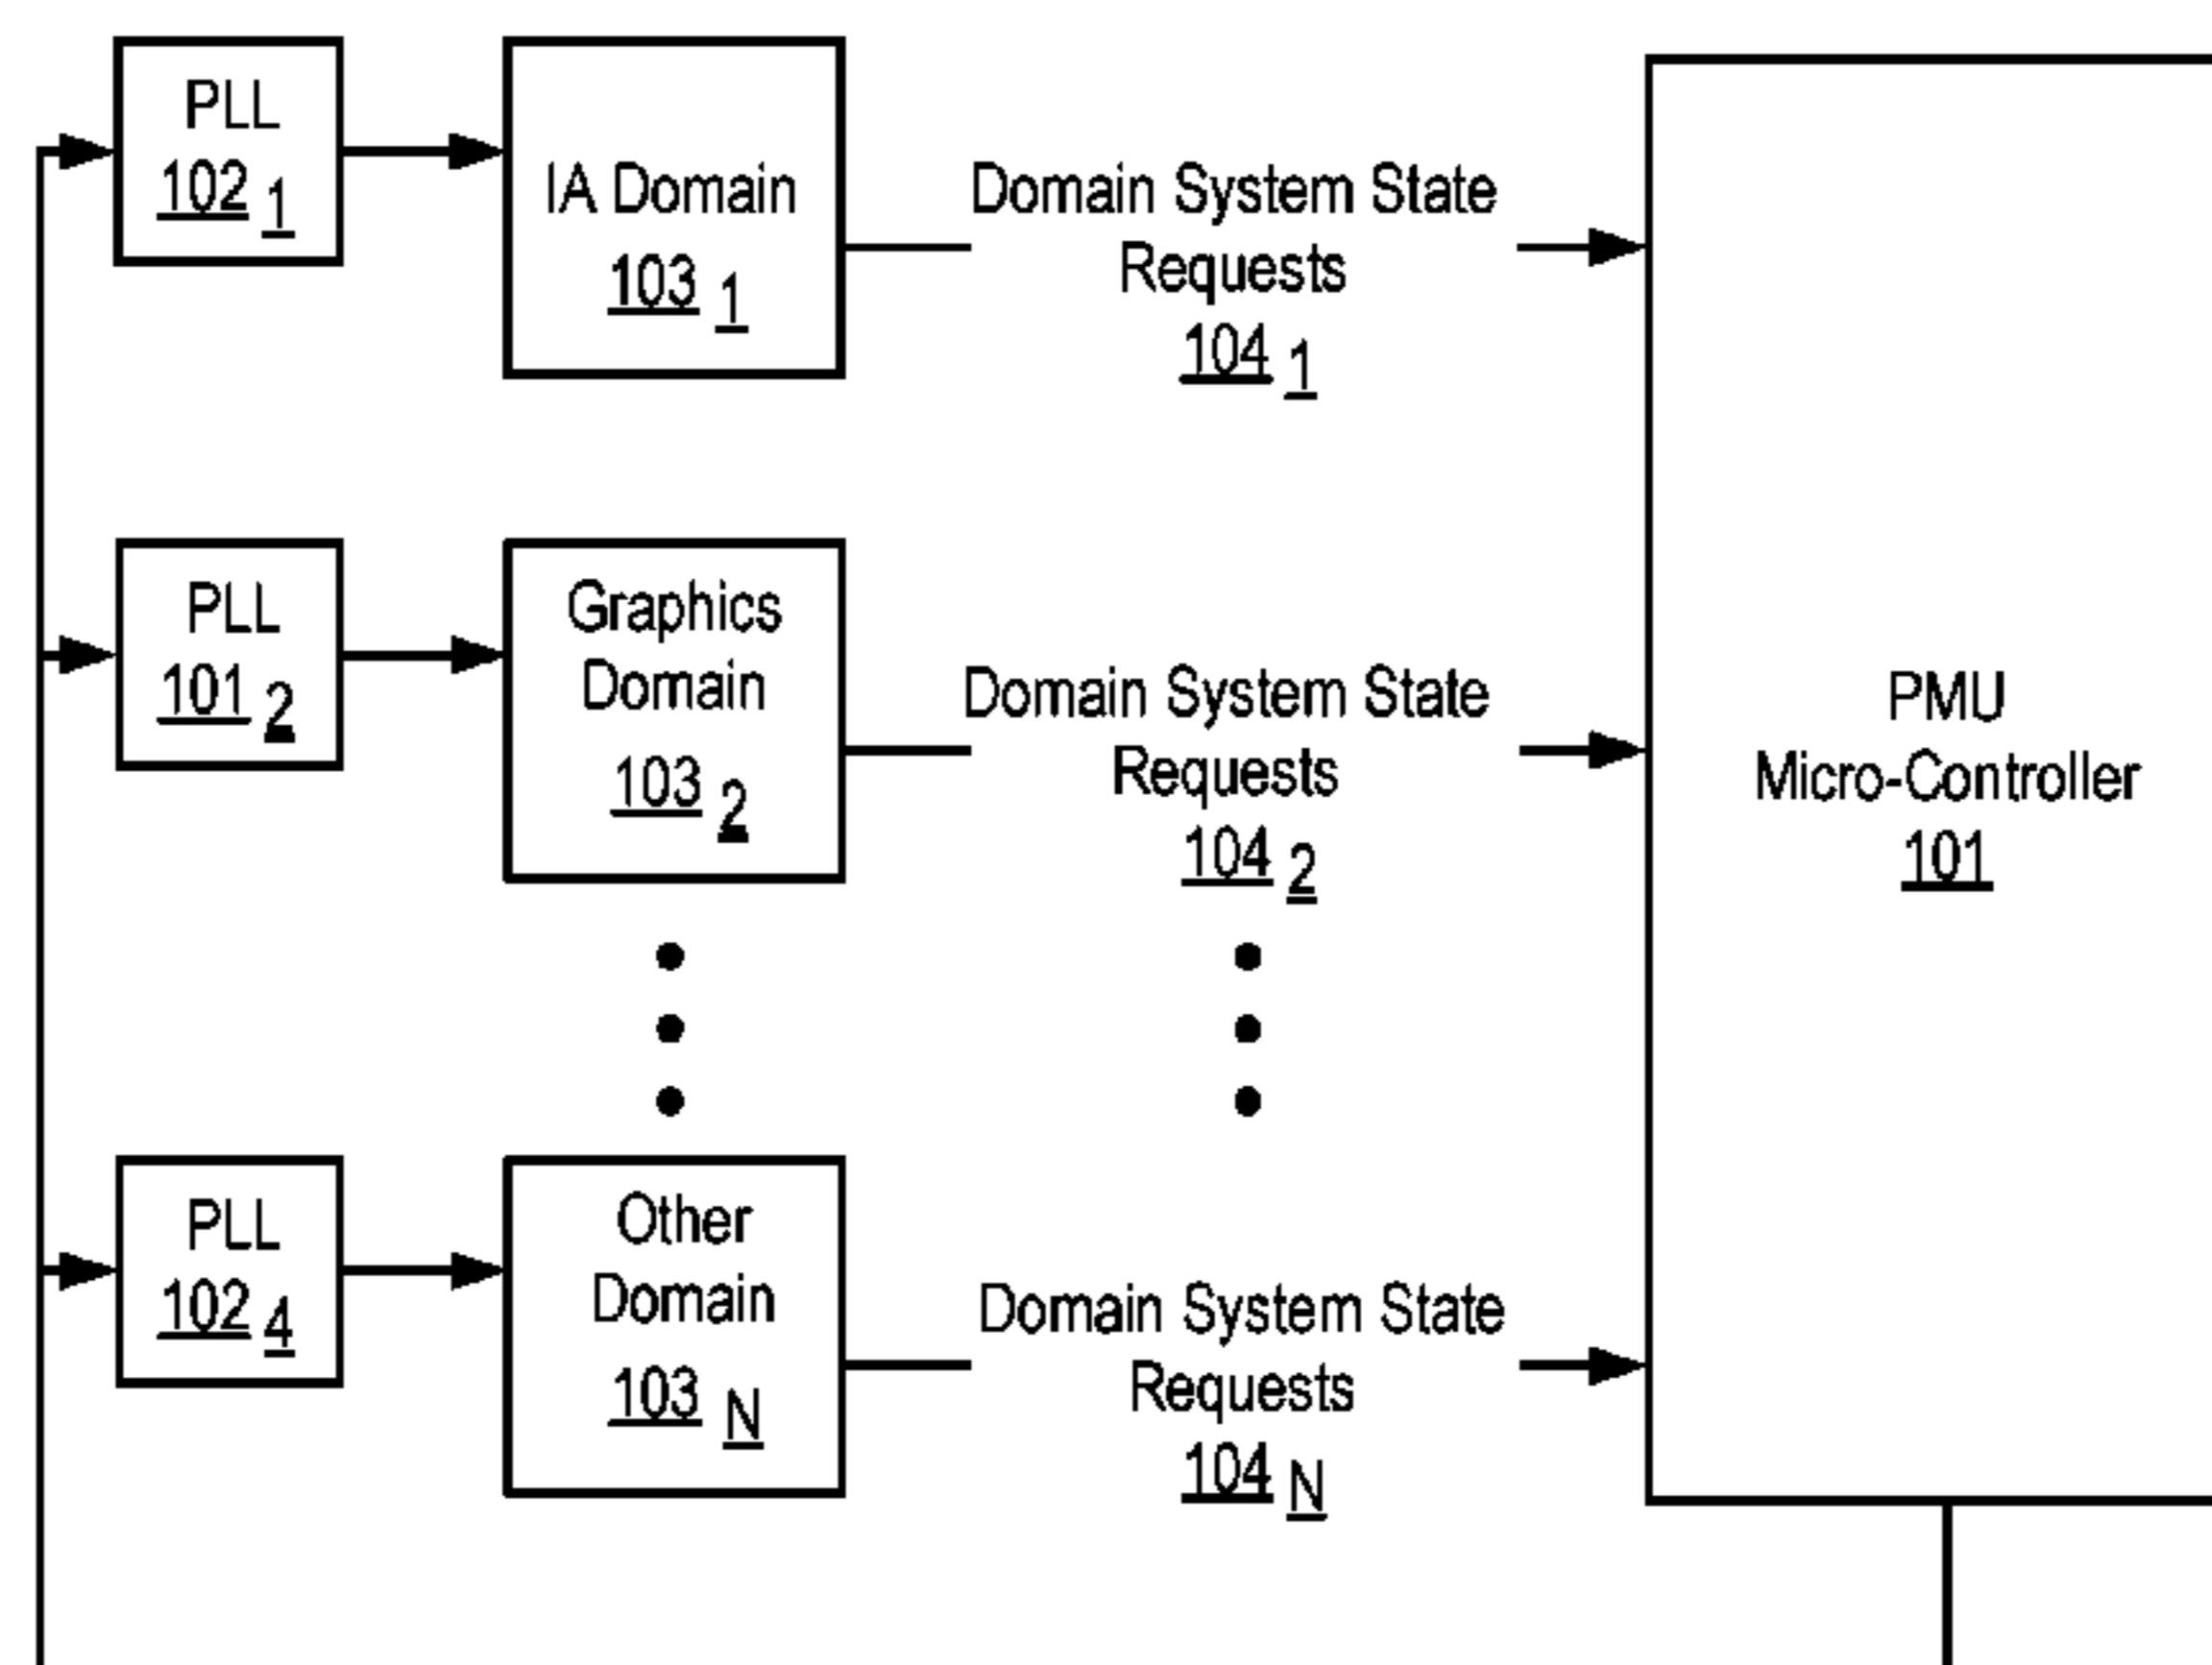 PLL
102 1
IA Domain
103 1
Domain System State
Requests
104 1
PLL
101 2
Graphics
Domain
103 2
Domain System State
Requests
104 2
PMU
Micro-Controller
101
PLL
102 4
Other
Domain
103 N
Domain System State
Requests
104 N